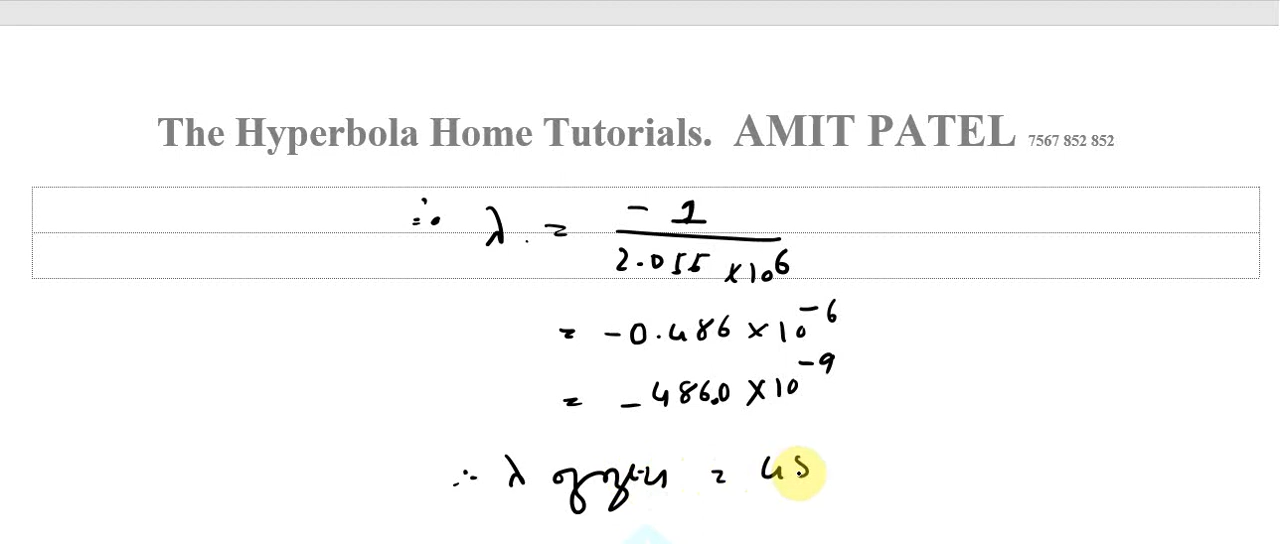 The Hyperbola Home Tutorials. AMIT PATEL 7567 852 852
∴ λ = -1 / 2.055 × 10^6
= -0.486 × 10^-6
= -486.0 × 10^-9
∴ λ = 4